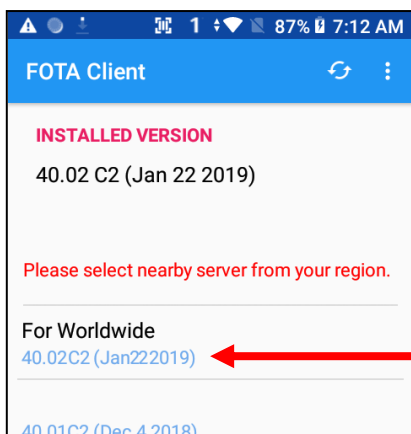 1 87% 7:12 AM
FOTA Client
INSTALLED VERSION
40.02 C2 (Jan 22 2019)
Please select nearby server from your region.
For Worldwide
40.02C2 (Jan222019)
40.01C2 (Dec 4 2018)